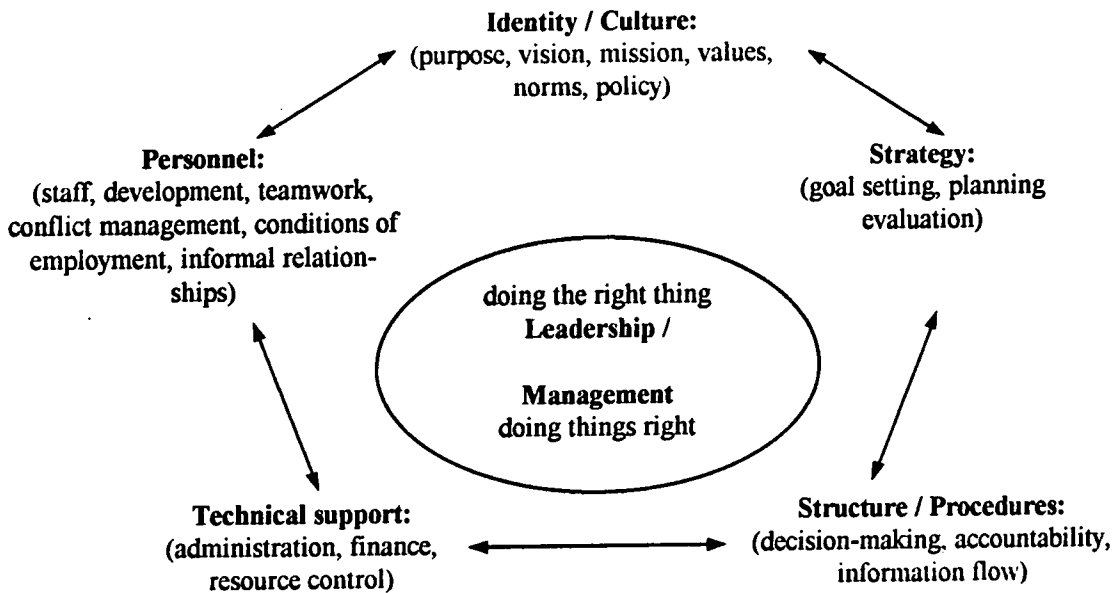 Identity / Culture:
(purpose, vision, mission, values,
norms, policy)
Personnel:
(staff, development, teamwork,
conflict management, conditions of
employment, informal relation-
ships)
Strategy:
(goal setting, planning
evaluation)
doing the right thing
Leadership /
Management
doing things right
Technical support:
(administration, finance,
resource control)
Structure / Procedures:
(decision-making, accountability,
information flow)